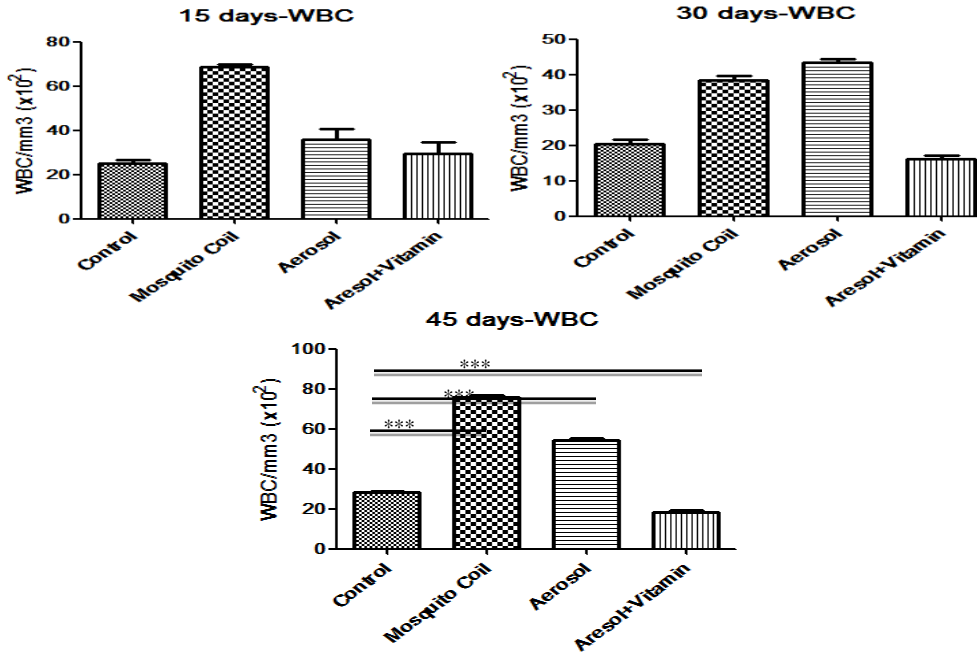 15 days-WBC
WBC/mm3 (x10²)
80
60
40
20
0
Control
Mosquito Coil
Aerosol
Aresol+Vitamin
30 days-WBC
WBC/mm3 (x10²)
50
40
30
20
10
0
Control
Mosquito Coil
Aerosol
Aresol+Vitamin
45 days-WBC
WBC/mm3 (x10²)
100
80
60
40
20
0
***
***
***
Control
Mosquito Coil
Aerosol
Aresol+Vitamin